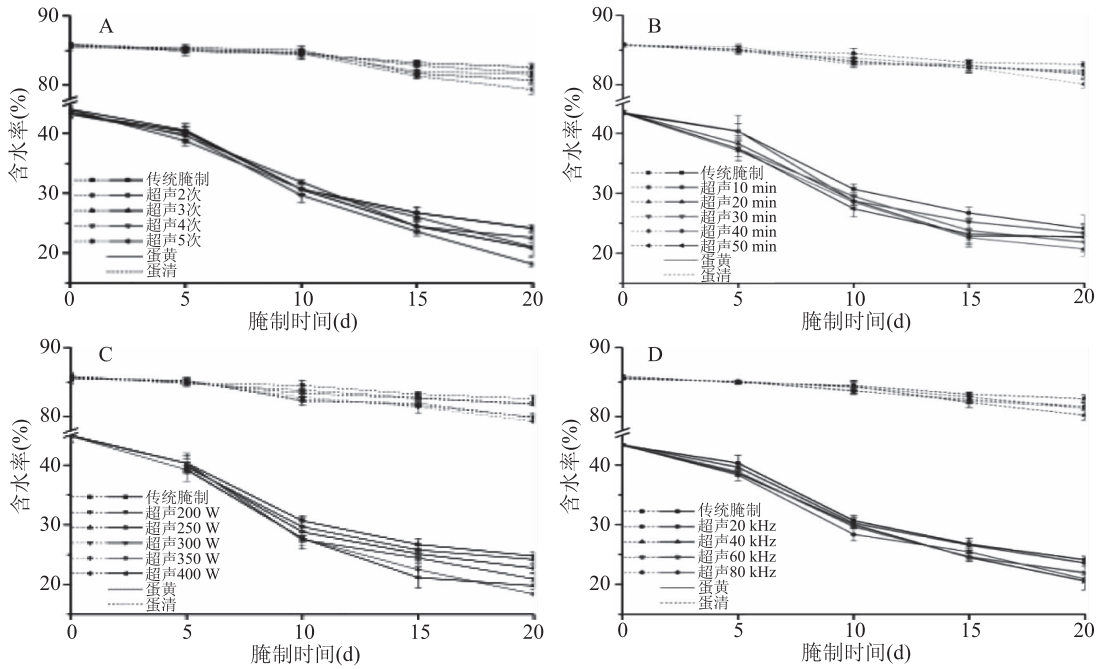 A
90
80
40
30
20
含水率(%)
传统腌制
超声2次
超声3次
超声4次
超声5次
蛋黄
蛋清
0 5 10 15 20
腌制时间(d)
B
90
80
40
30
20
含水率(%)
传统腌制
超声10 min
超声20 min
超声30 min
超声40 min
超声50 min
蛋黄
蛋清
0 5 10 15 20
腌制时间(d)
C
90
80
40
30
20
含水率(%)
传统腌制
超声200 W
超声250 W
超声300 W
超声350 W
超声400 W
蛋黄
蛋清
0 5 10 15 20
腌制时间(d)
D
90
80
40
30
20
含水率(%)
传统腌制
超声20 kHz
超声40 kHz
超声60 kHz
超声80 kHz
蛋黄
蛋清
0 5 10 15 20
腌制时间(d)